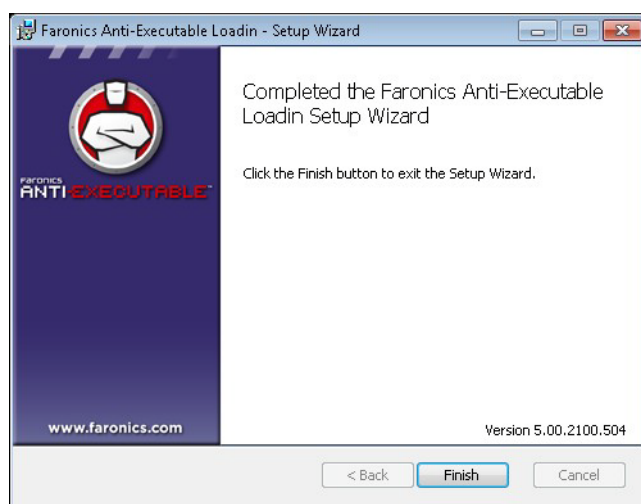 Faronics Anti-Executable Loadin - Setup Wizard
Completed the Faronics Anti-Executable
Loadin Setup Wizard
Click the Finish button to exit the Setup Wizard.
FARONICS
ANTI-EXECUTABLE™
www.faronics.com
Version 5.00.2100.504
< Back
Finish
Cancel